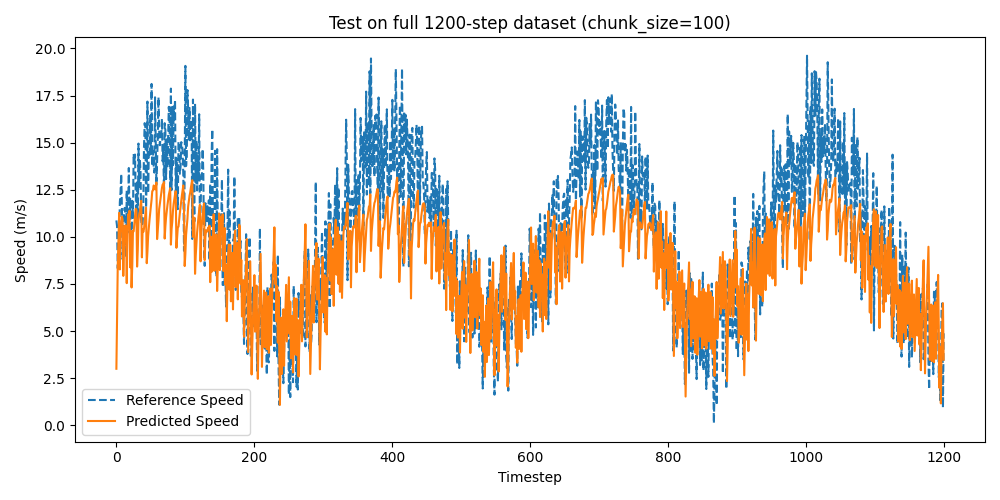 Test on full 1200-step dataset (chunk_size=100)
Speed (m/s)
20.0
17.5
15.0
12.5
10.0
7.5
5.0
2.5
0.0
Reference Speed
Predicted Speed
0 200 400 600 800 1000 1200
Timestep